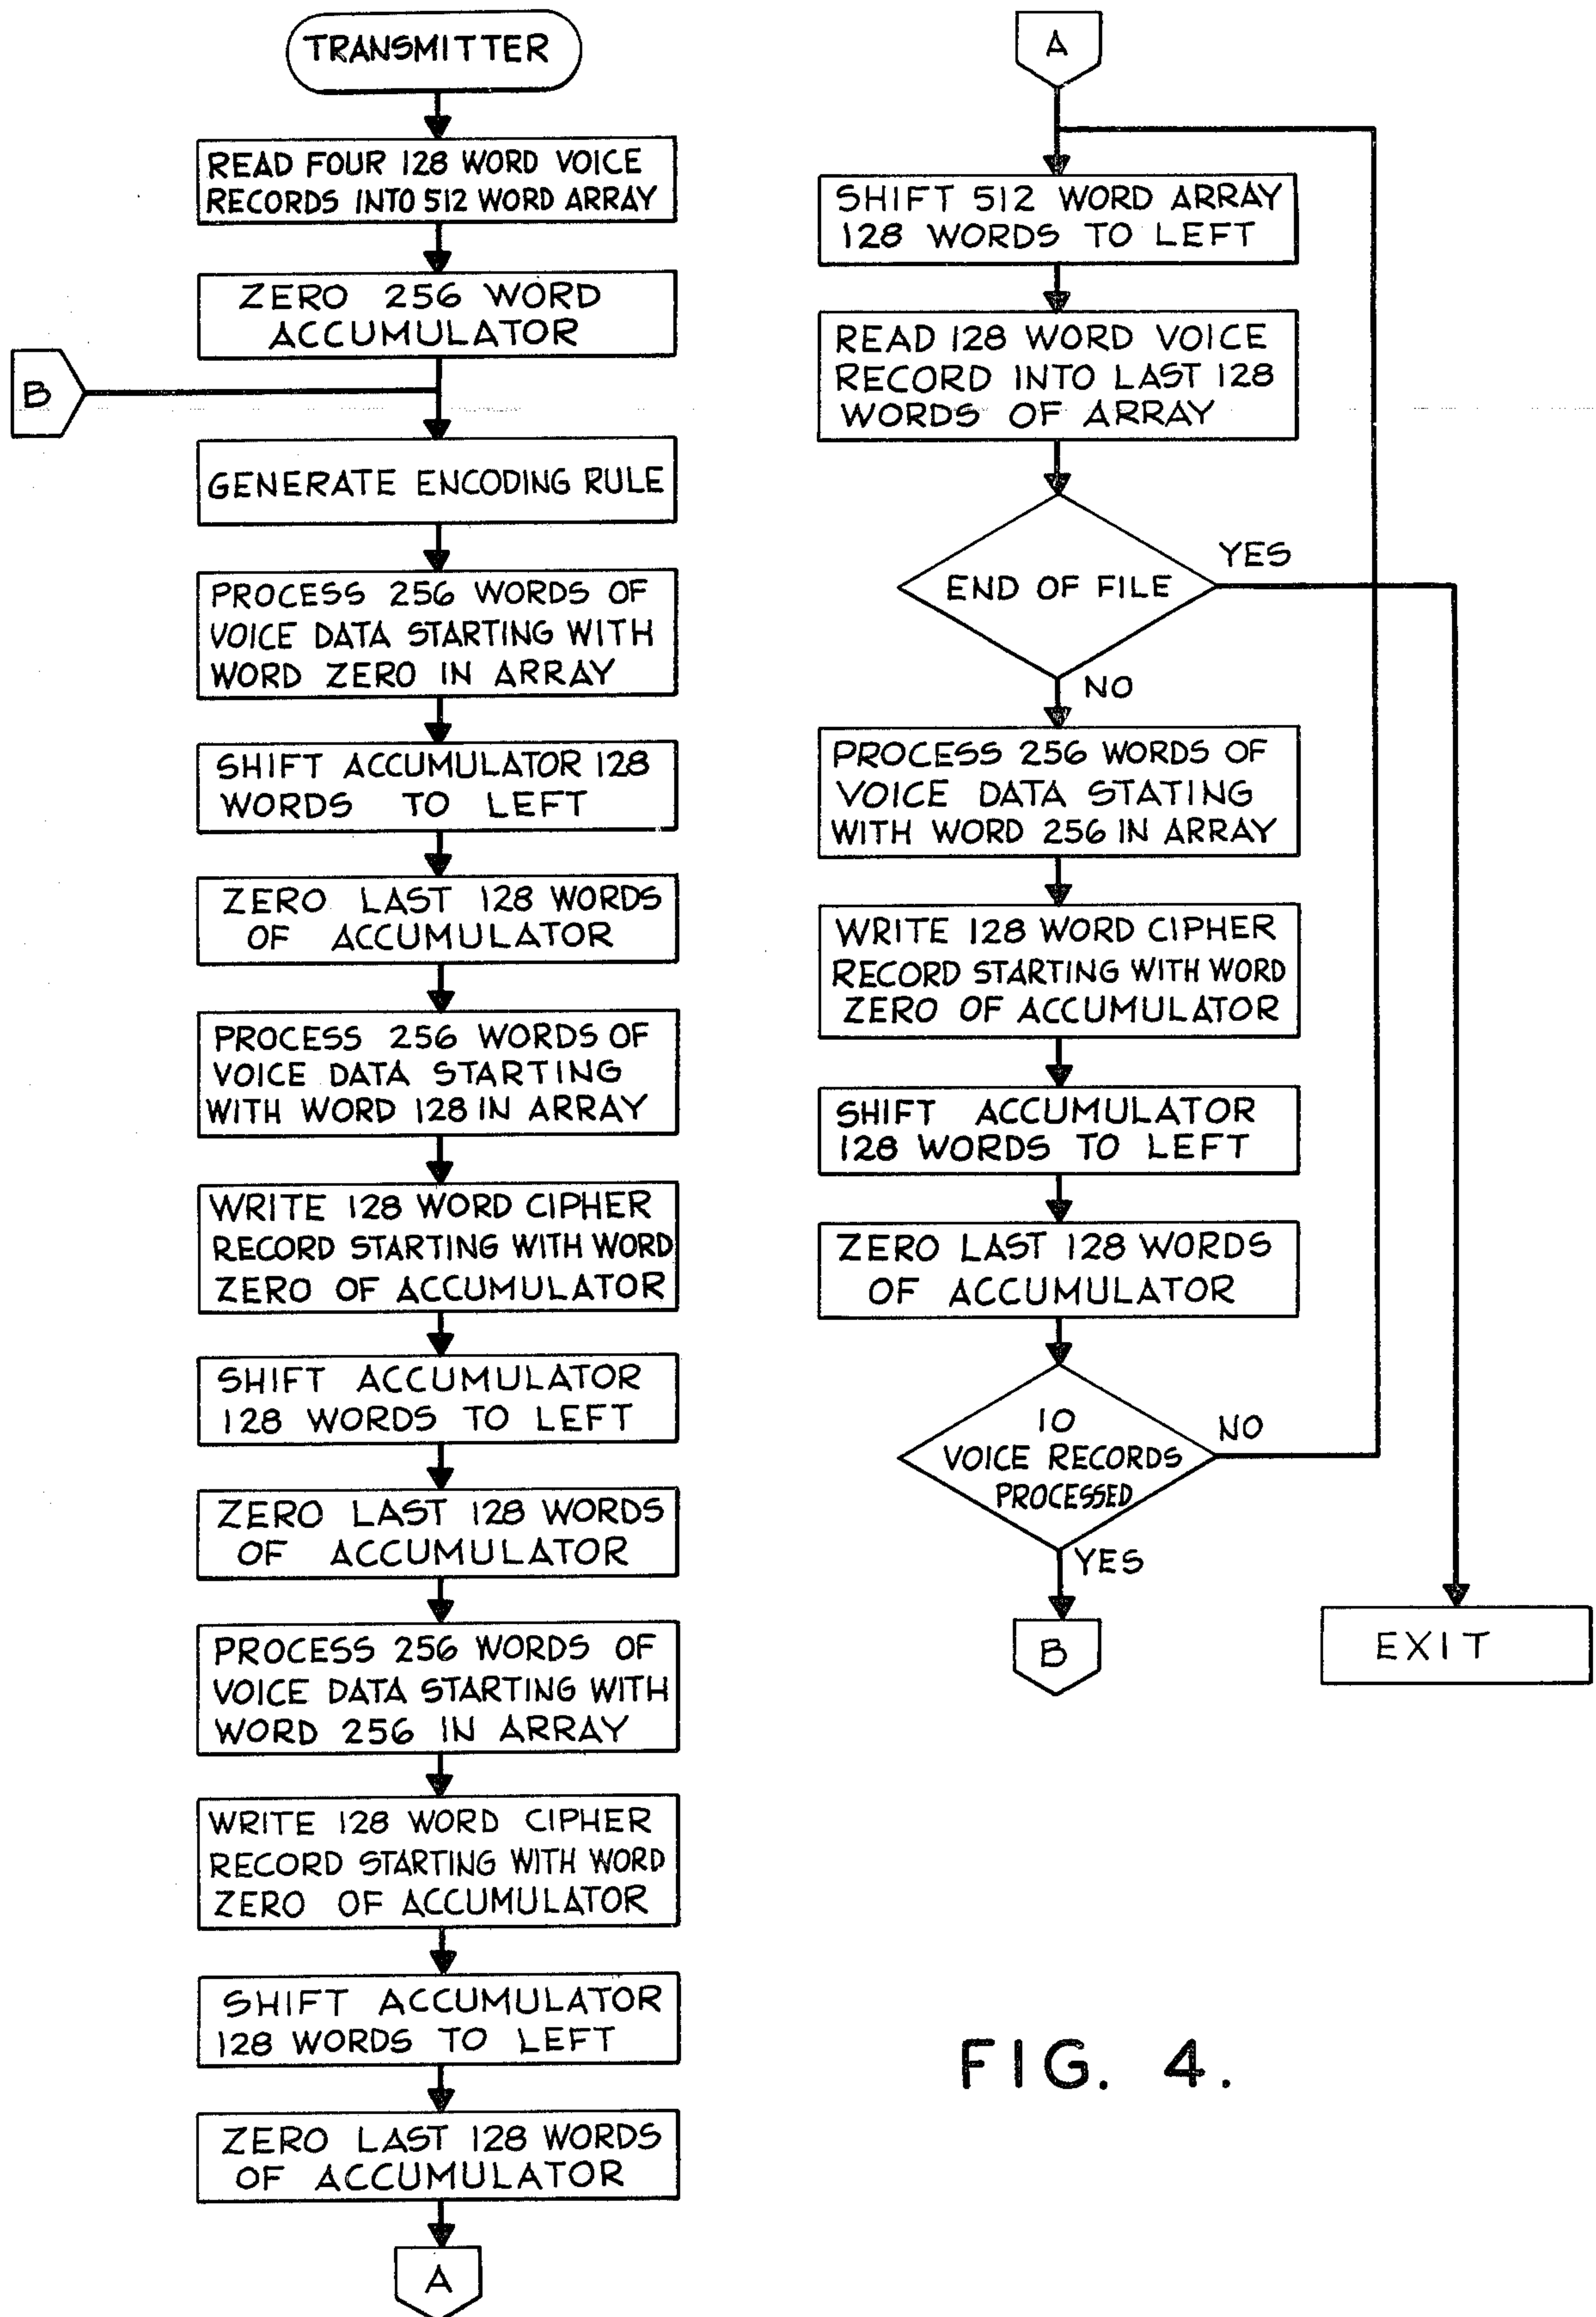 TRANSMITTER
READ FOUR 128 WORD VOICE
RECORDS INTO 512 WORD ARRAY
ZERO 256 WORD
ACCUMULATOR
B
GENERATE ENCODING RULE
PROCESS 256 WORDS OF
VOICE DATA STARTING WITH
WORD ZERO IN ARRAY
SHIFT ACCUMULATOR 128
WORDS TO LEFT
ZERO LAST 128 WORDS
OF ACCUMULATOR
PROCESS 256 WORDS OF
VOICE DATA STARTING
WITH WORD 128 IN ARRAY
WRITE 128 WORD CIPHER
RECORD STARTING WITH WORD
ZERO OF ACCUMULATOR
SHIFT ACCUMULATOR
128 WORDS TO LEFT
ZERO LAST 128 WORDS
OF ACCUMULATOR
PROCESS 256 WORDS OF
VOICE DATA STARTING WITH
WORD 256 IN ARRAY
WRITE 128 WORD CIPHER
RECORD STARTING WITH WORD
ZERO OF ACCUMULATOR
SHIFT ACCUMULATOR
128 WORDS TO LEFT
ZERO LAST 128 WORDS
OF ACCUMULATOR
A
A
SHIFT 512 WORD ARRAY
128 WORDS TO LEFT
READ 128 WORD VOICE
RECORD INTO LAST 128
WORDS OF ARRAY
END OF FILE
YES
NO
PROCESS 256 WORDS OF
VOICE DATA STATING
WITH WORD 256 IN ARRAY
WRITE 128 WORD CIPHER
RECORD STARTING WITH WORD
ZERO OF ACCUMULATOR
SHIFT ACCUMULATOR
128 WORDS TO LEFT
ZERO LAST 128 WORDS
OF ACCUMULATOR
10
VOICE RECORDS
PROCESSED
NO
YES
B
EXIT
FIG. 4.